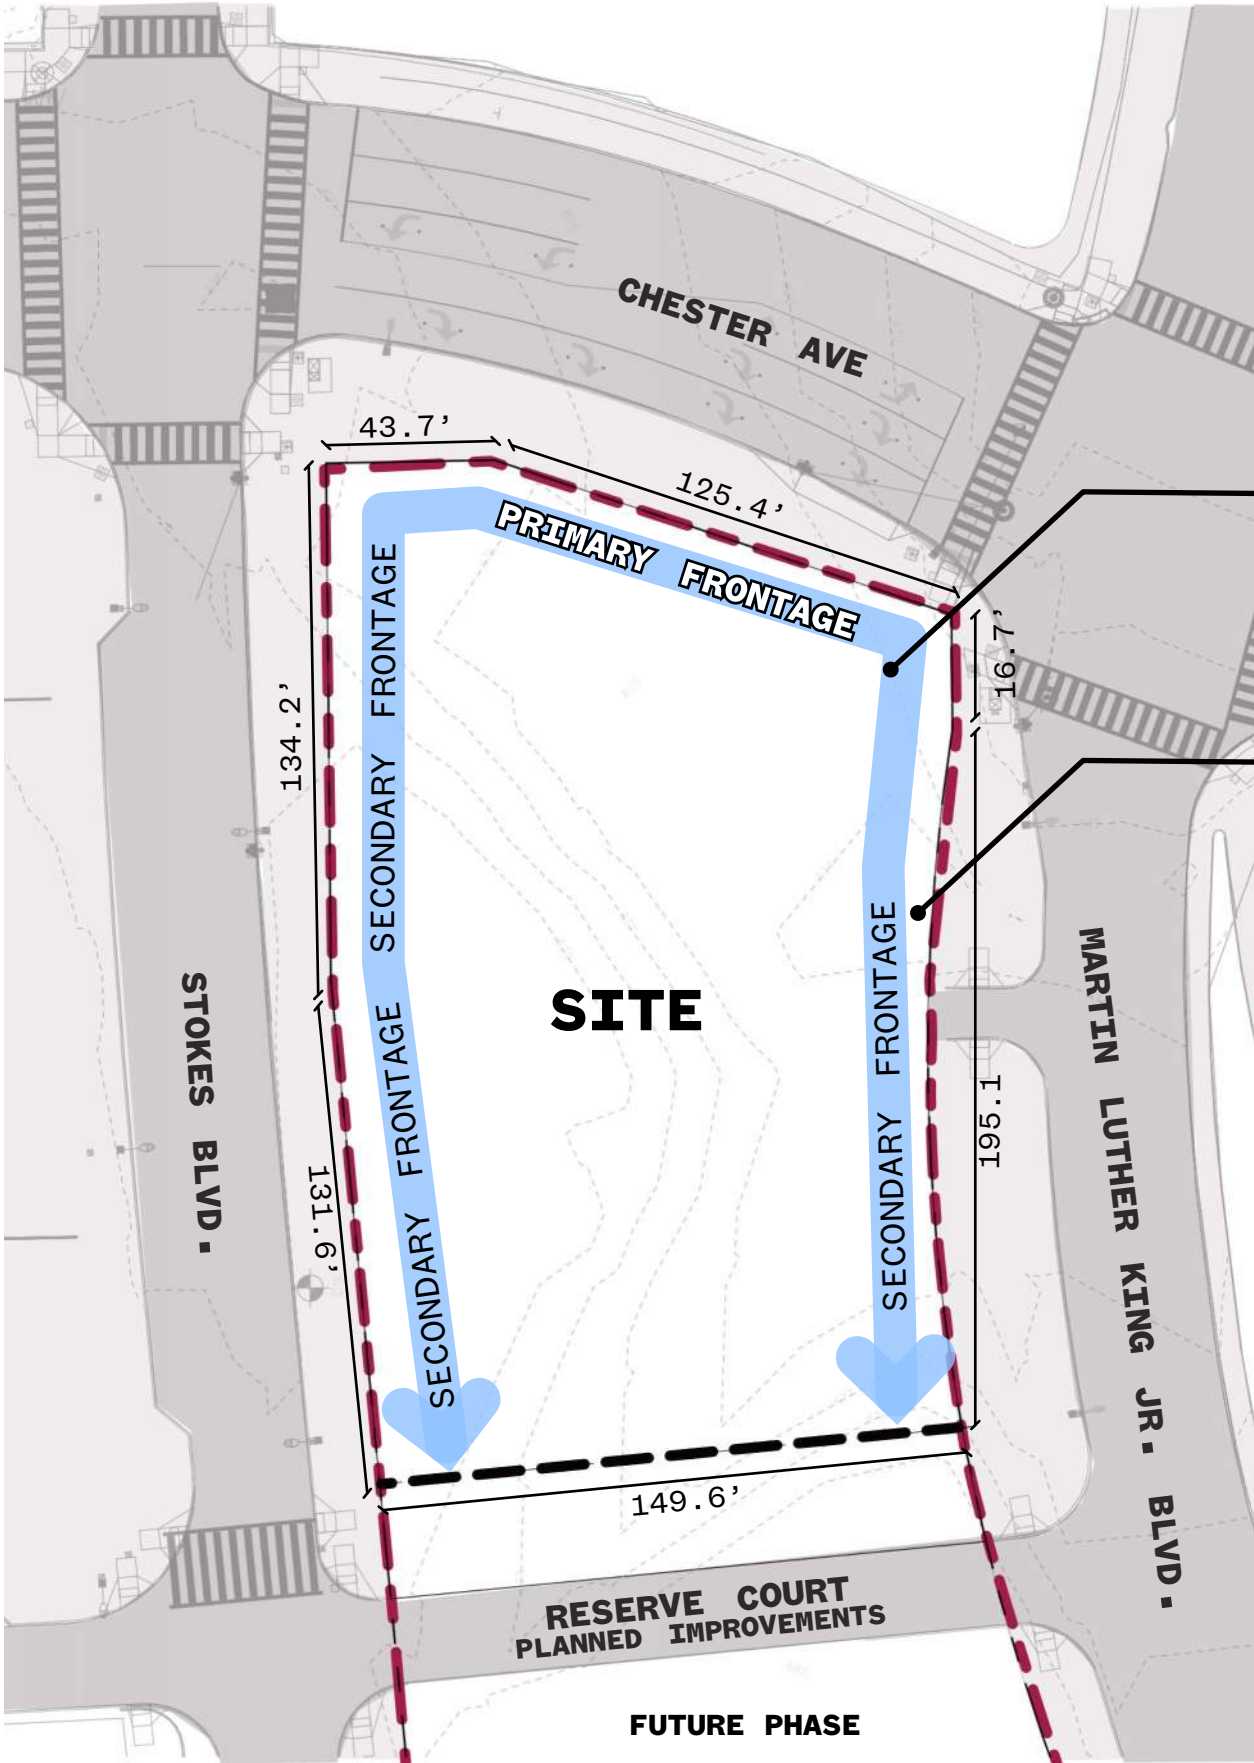 CHESTER AVE
43.7’
125.4’
PRIMARY FRONTAGE
16.7’
134.2’
SECONDARY FRONTAGE
SECONDARY FRONTAGE
SECONDARY FRONTAGE
SITE
STOKES BLVD.
MARTIN LUTHER KING JR. BLVD.
195.1
131.6’
SECONDARY FRONTAGE
149.6’
RESERVE COURT
PLANNED IMPROVEMENTS
FUTURE PHASE